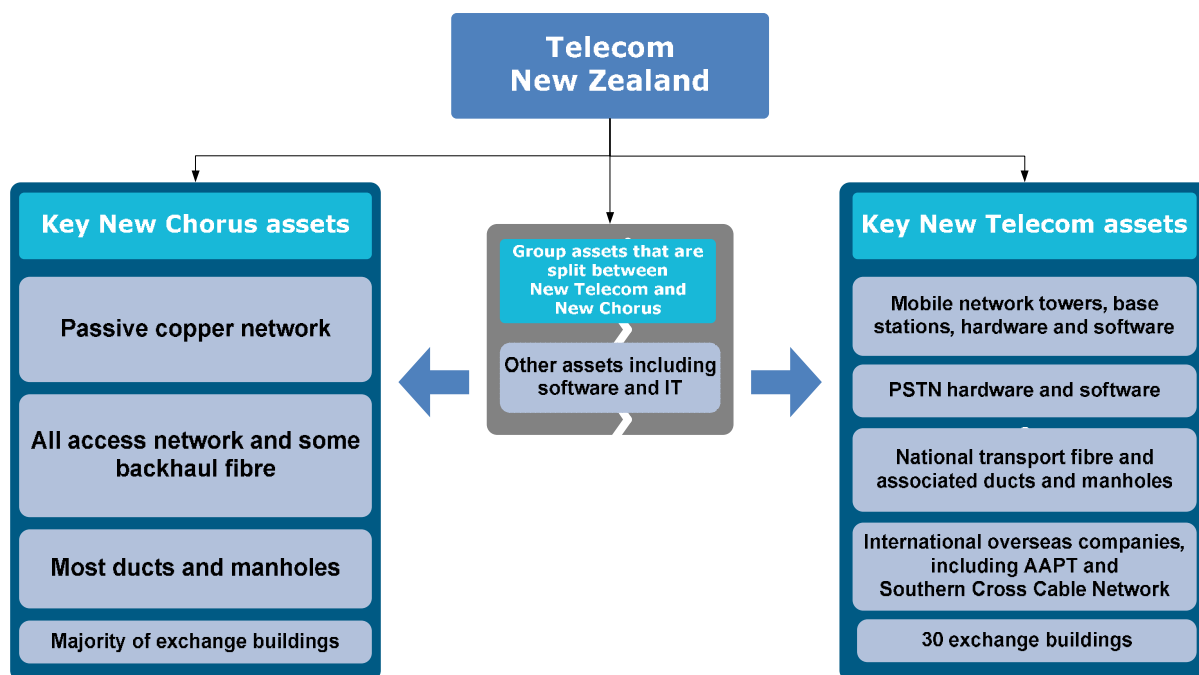 Telecom
New Zealand
Key New Chorus assets
Passive copper network
All access network and some
backhaul fibre
Most ducts and manholes
Majority of exchange buildings
Group assets that are
split between
New Telecom and
New Chorus
Other assets including
software and IT
Key New Telecom assets
Mobile network towers, base
stations, hardware and software
PSTN hardware and software
National transport fibre and
associated ducts and manholes
International overseas companies,
including AAPT and
Southern Cross Cable Network
30 exchange buildings